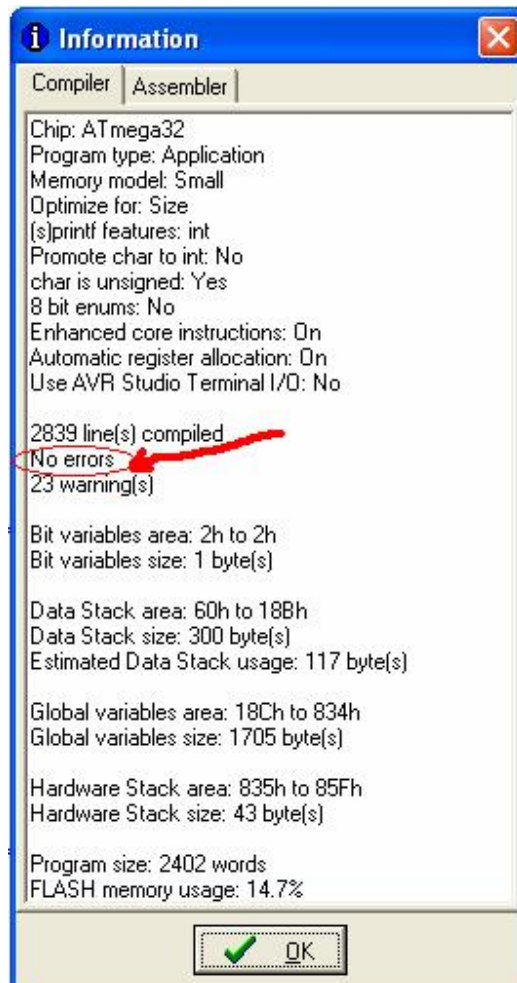 Information
Compiler
Assembler
Chip: ATmega32
Program type: Application
Memory model: Small
Optimize for: Size
(s)printf features: int
Promote char to int: No
char is unsigned: Yes
8 bit enums: No
Enhanced core instructions: On
Automatic register allocation: On
Use AVR Studio Terminal I/O: No
2839 line(s) compiled
No errors
23 warning(s)
Bit variables area: 2h to 2h
Bit variables size: 1 byte(s)
Data Stack area: 60h to 18Bh
Data Stack size: 300 byte(s)
Estimated Data Stack usage: 117 byte(s)
Global variables area: 18Ch to 834h
Global variables size: 1705 byte(s)
Hardware Stack area: 835h to 85Fh
Hardware Stack size: 43 byte(s)
Program size: 2402 words
FLASH memory usage: 14.7%
OK